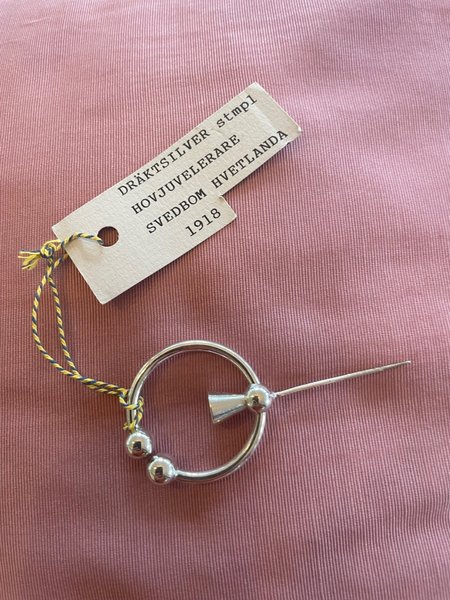 DRÄKTSILVER stmpl
HOVJUVELERARE
SVEDBOM HVETLANDA
1918